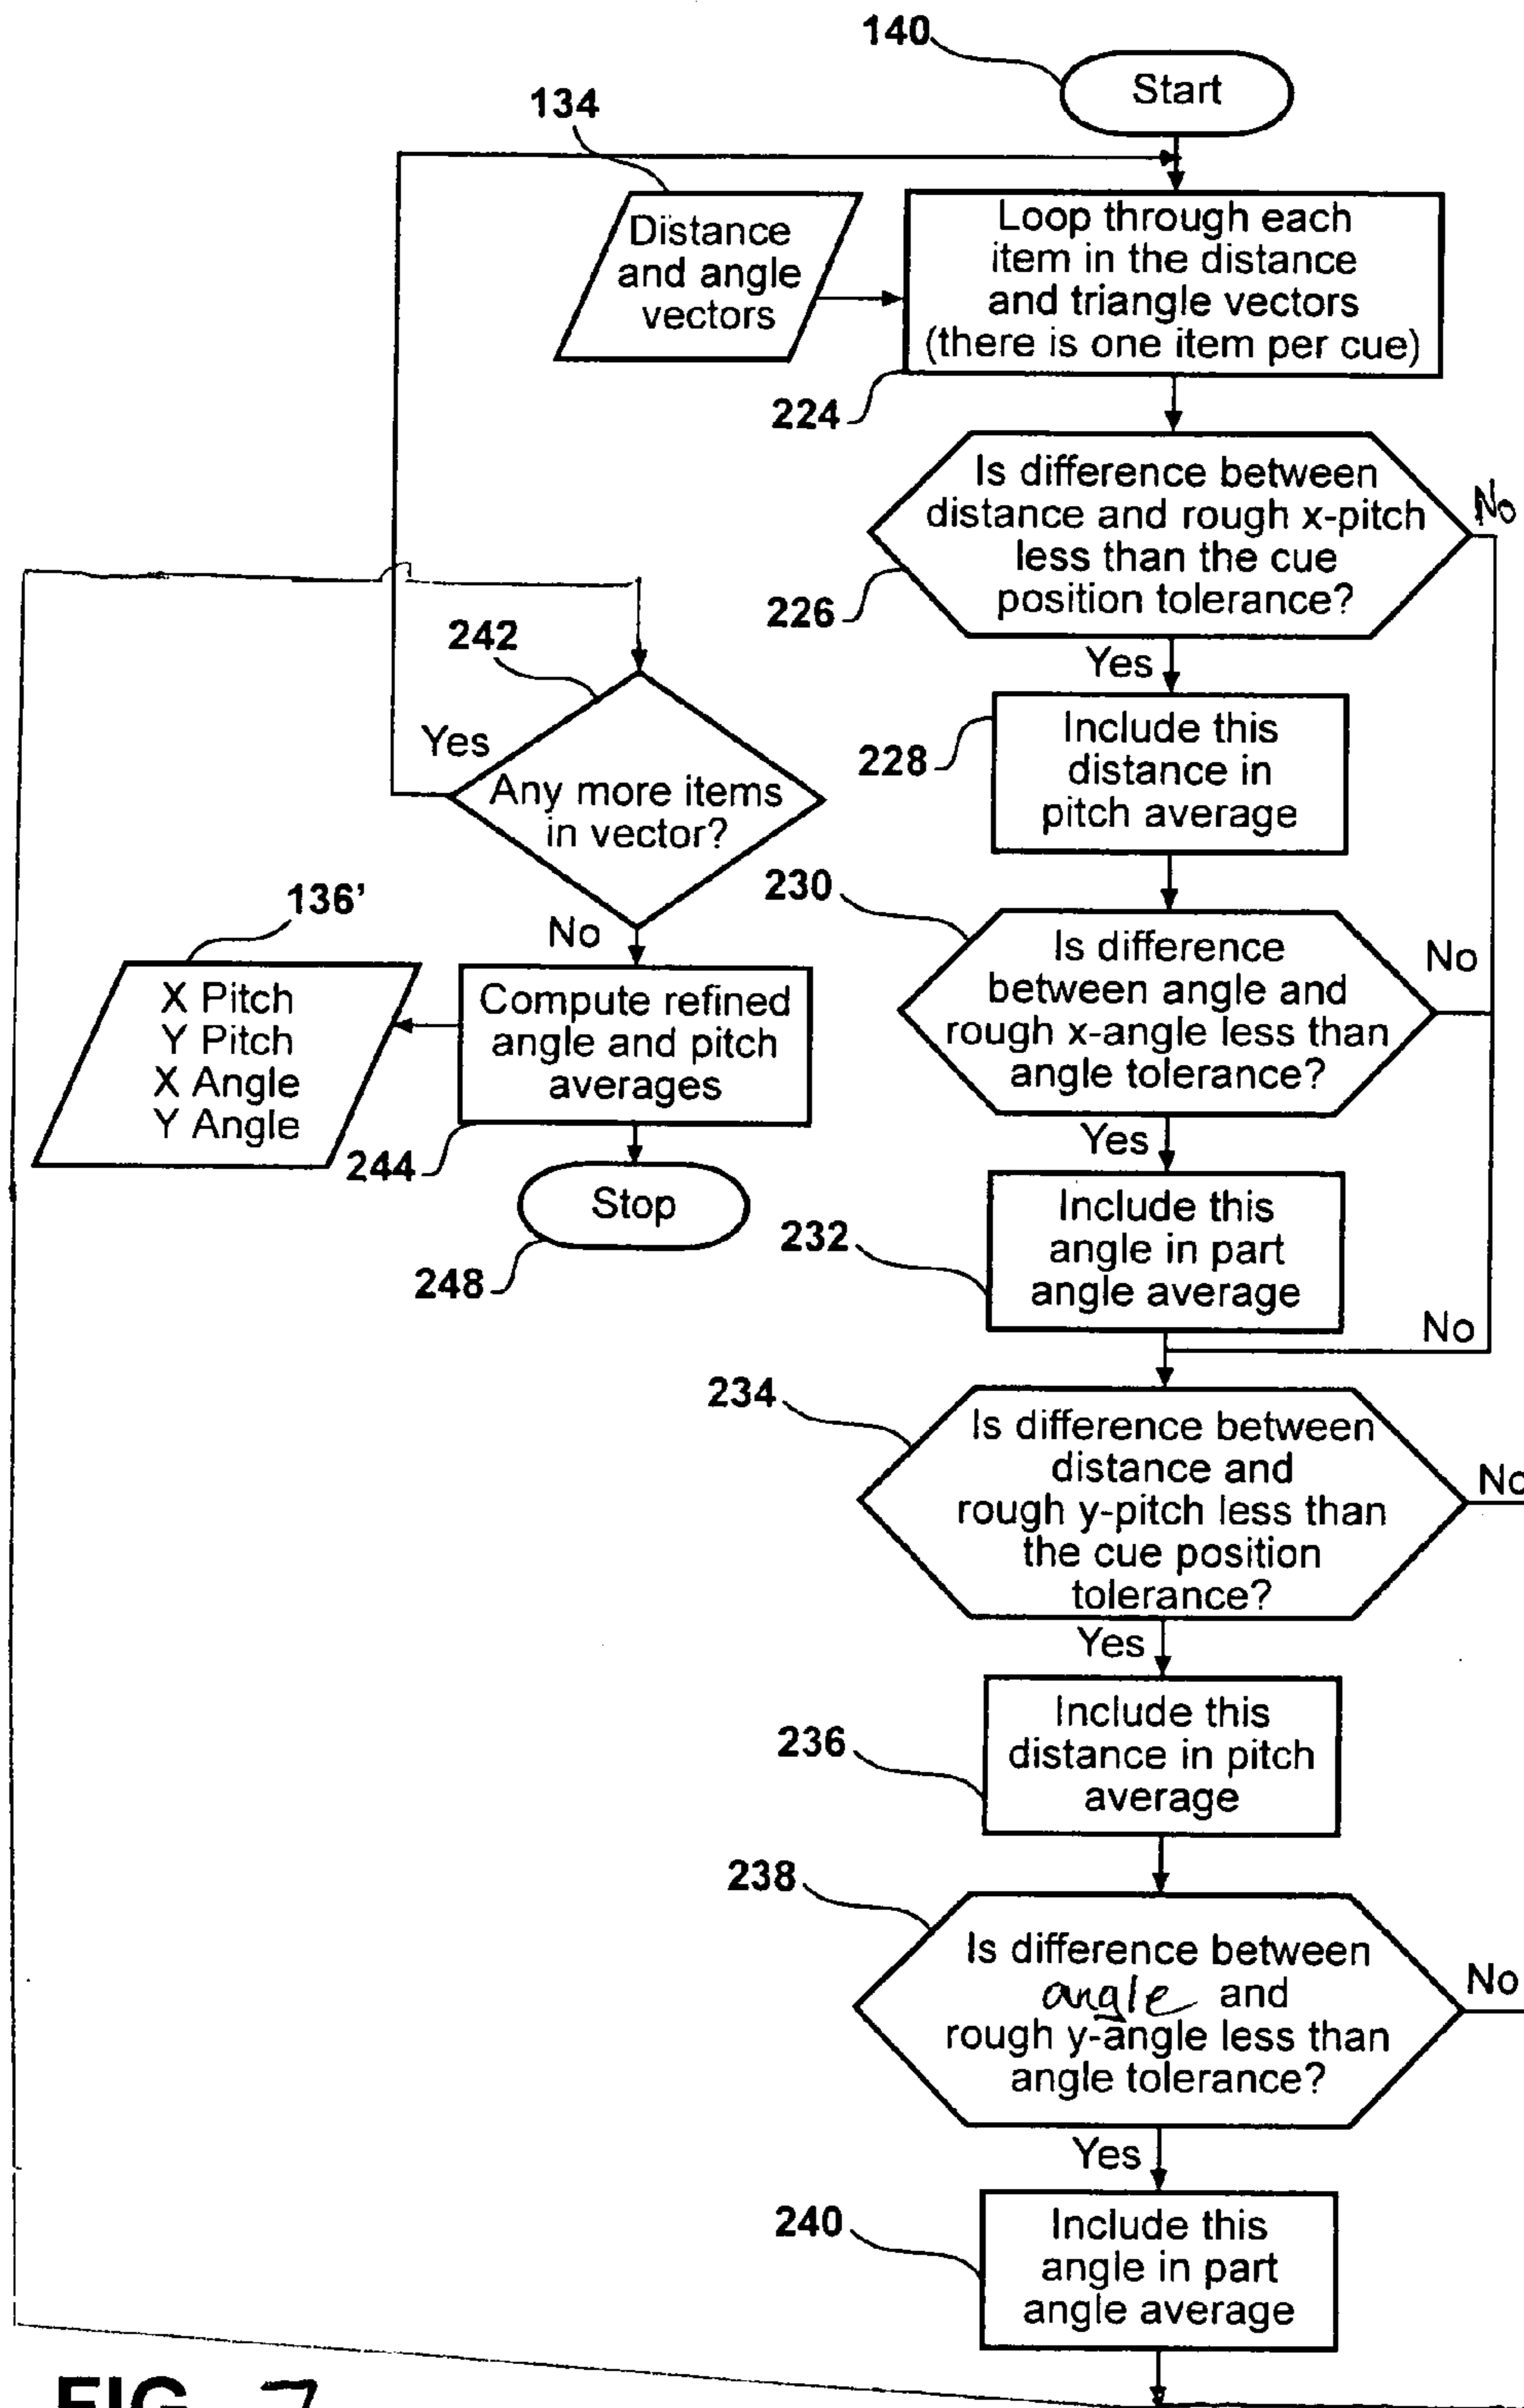 140
Start
134
Distance
and angle
vectors
Loop through each
item in the distance
and triangle vectors
(there is one item per cue)
224
Is difference between
distance and rough x-pitch
less than the cue
position tolerance?
No
226
Yes
Include this
distance in
pitch average
228
230
Is difference
between angle and
rough x-angle less than
angle tolerance?
No
Yes
Include this
angle in part
angle average
232
No
234
Is difference between
distance and
rough y-pitch less than
the cue position
tolerance?
No
Yes
Include this
distance in pitch
average
236
238
Is difference between
angle and
rough y-angle less than
angle tolerance?
No
Yes
Include this
angle in part
angle average
240
242
Yes
Any more items
in vector?
No
Compute refined
angle and pitch
averages
244
136'
X Pitch
Y Pitch
X Angle
Y Angle
Stop
248
FIG. 7